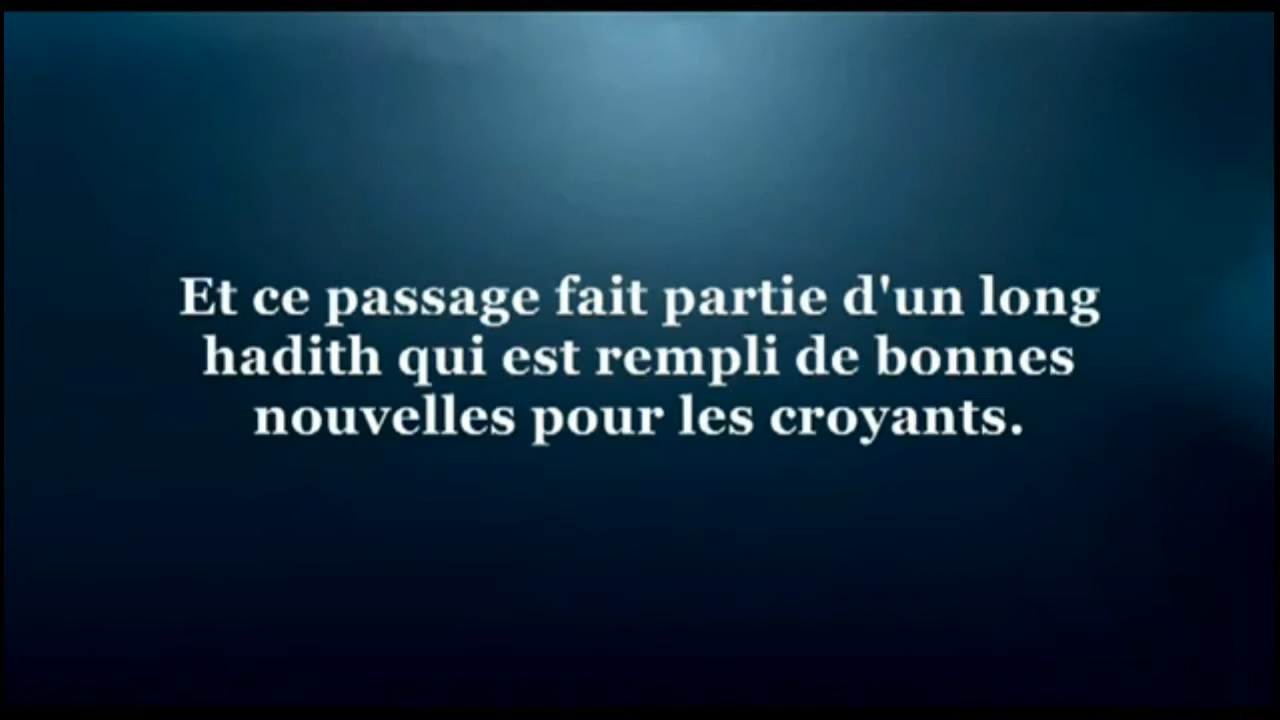 Et ce passage fait partie d'un long
hadith qui est rempli de bonnes
nouvelles pour les croyants.